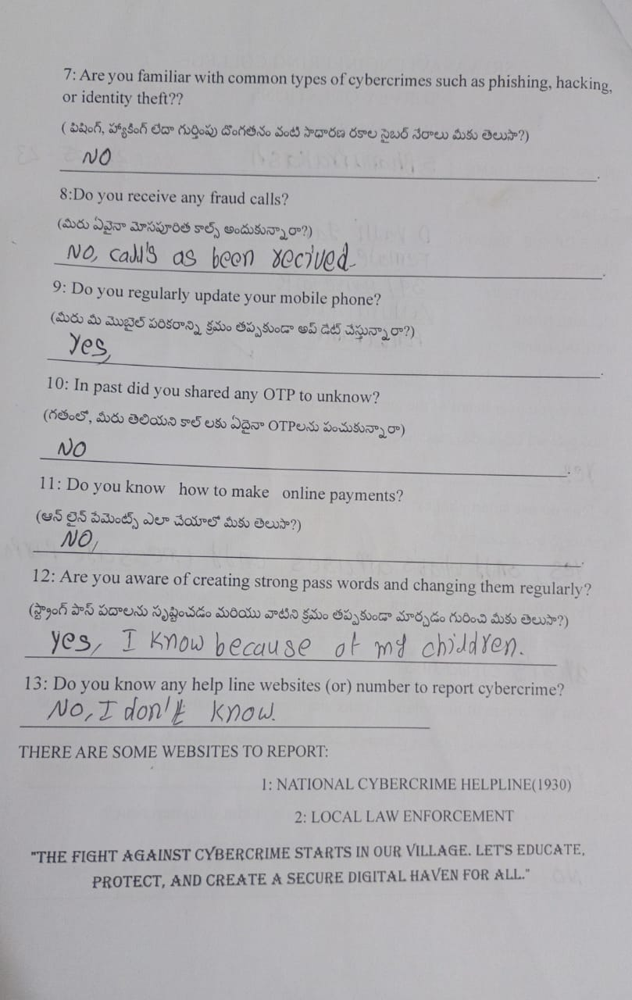 7: Are you familiar with common types of cybercrimes such as phishing, hacking,
or identity theft??
( ఫిషింగ్, హ్యాకింగ్ లేదా గుర్తింపు దొంగతనం వంటి సాధారణ రకాల సైబర్ నేరాలు మీకు తెలుసా?)
NO
8:Do you receive any fraud calls?
(మీరు ఏవైనా మోసపూరిత కాల్స్ అందుకున్నారా?)
NO, call's as been recived
9: Do you regularly update your mobile phone?
(మీరు మీ మొబైల్ పరికరాన్ని క్రమం తప్పకుండా అప్ డేట్ చేస్తున్నారా?)
Yes,
10: In past did you shared any OTP to unknow?
(గతంలో, మీరు తెలియని కాల్ లకు ఏదైనా OTPలను పంచుకున్నారా)
NO
11: Do you know how to make online payments?
(ఆన్ లైన్ పేమెంట్స్ ఎలా చేయాలో మీకు తెలుసా?)
NO,
12: Are you aware of creating strong pass words and changing them regularly?
(స్ట్రాంగ్ పాస్ పదాలను సృష్టించడం మరియు వాటిని క్రమం తప్పకుండా మార్చడం గురించి మీకు తెలుసా?)
yes, I know because of my children.
13: Do you know any help line websites (or) number to report cybercrime?
No, I don't know.
THERE ARE SOME WEBSITES TO REPORT:
1: NATIONAL CYBERCRIME HELPLINE(1930)
2: LOCAL LAW ENFORCEMENT
"THE FIGHT AGAINST CYBERCRIME STARTS IN OUR VILLAGE. LET'S EDUCATE,
PROTECT, AND CREATE A SECURE DIGITAL HAVEN FOR ALL."